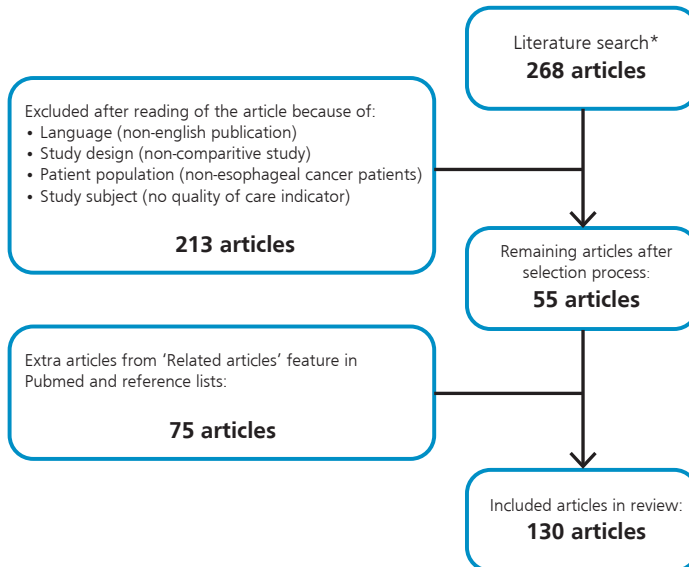 Literature search*
268 articles
Excluded after reading of the article because of:
• Language (non-english publication)
• Study design (non-comparitive study)
• Patient population (non-esophageal cancer patients)
• Study subject (no quality of care indicator)
213 articles
Remaining articles after
selection process:
55 articles
Extra articles from ‘Related articles’ feature in
Pubmed and reference lists:
75 articles
Included articles in review:
130 articles